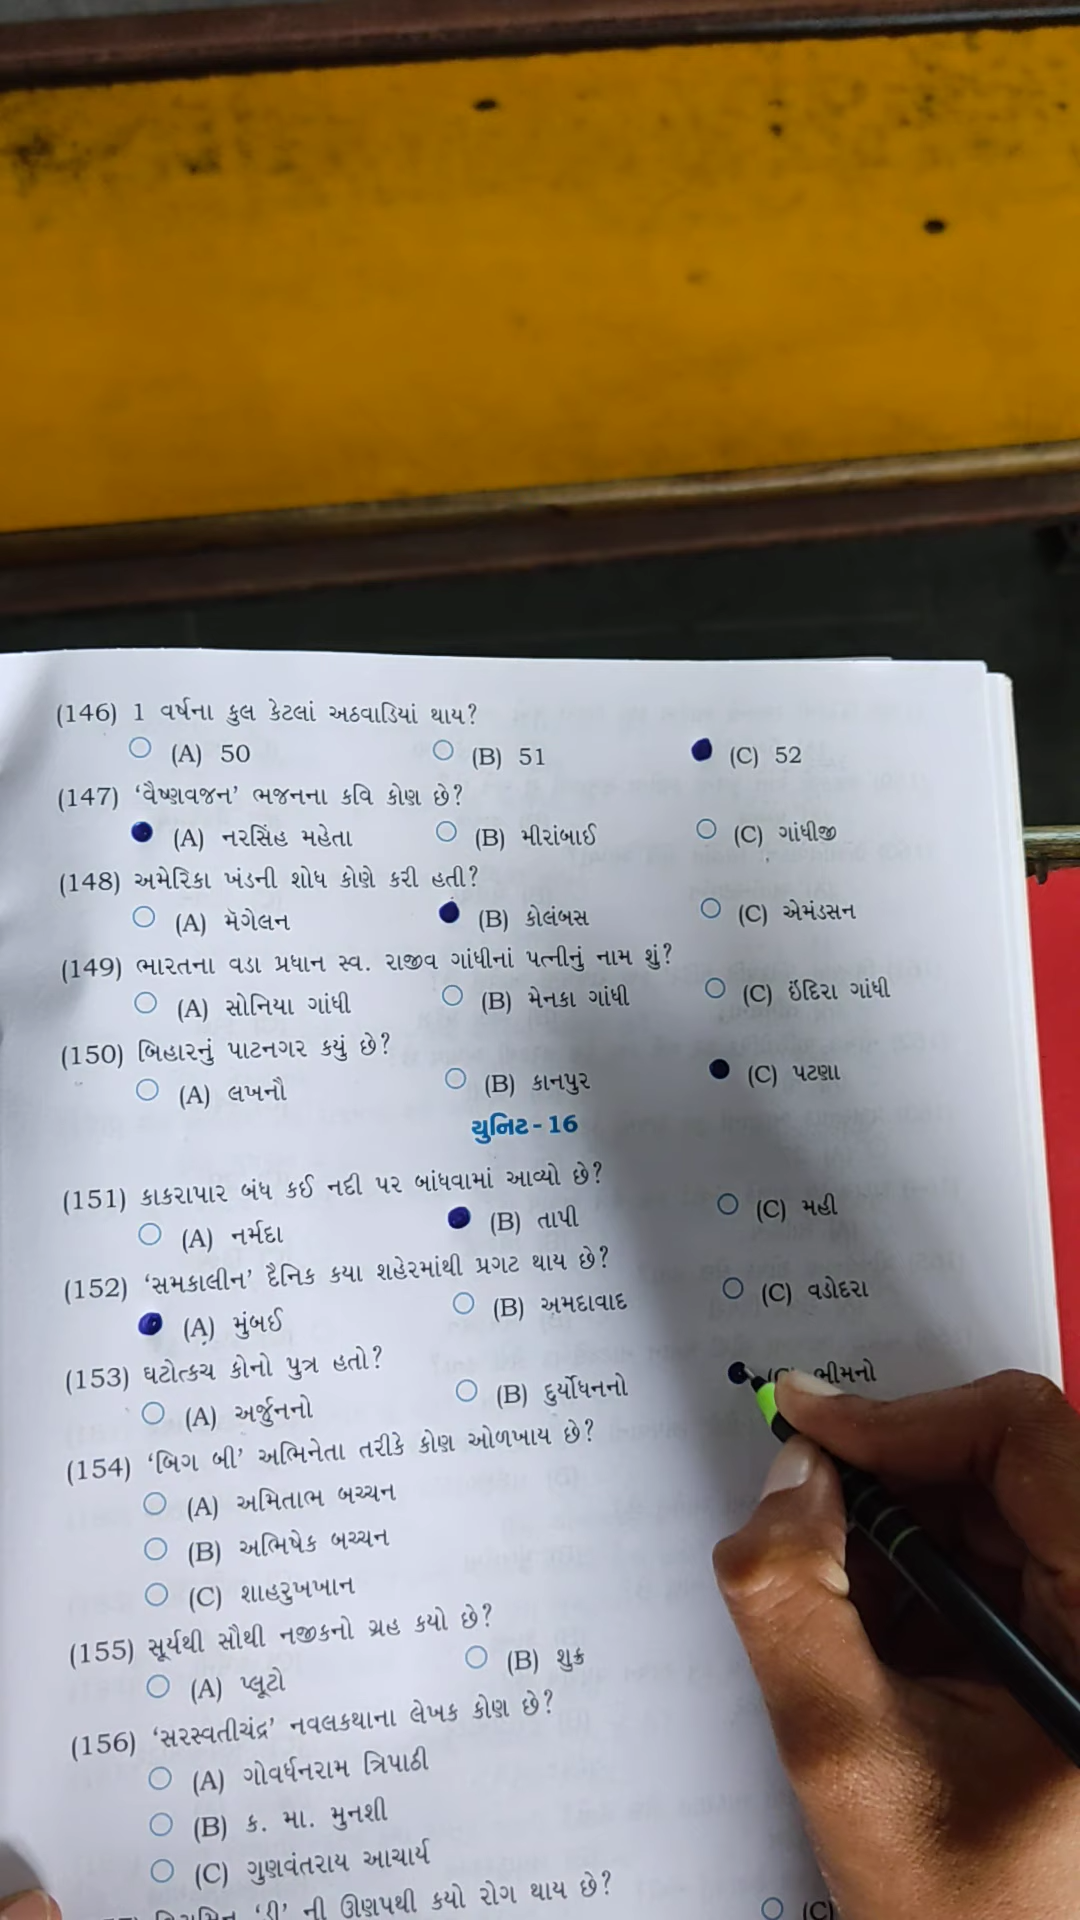 (146) 1 વર્ષના કુલ કેટલાં અઠવાડિયાં થાય?
(A) 50 (B) 51 (C) 52
(147) ‘વૈષ્ણવજન’ ભજનના કવિ કોણ છે?
(A) નરસિંહ મહેતા (B) મીરાંબાઈ (C) ગાંધીજી
(148) અમેરિકા ખંડની શોધ કોણે કરી હતી?
(A) મૅગેલન (B) કોલંબસ (C) એમંડસન
(149) ભારતના વડા પ્રધાન સ્વ. રાજીવ ગાંધીનાં પત્નીનું નામ શું?
(A) સોનિયા ગાંધી (B) મેનકા ગાંધી (C) ઇંદિરા ગાંધી
(150) બિહારનું પાટનગર કયું છે?
(A) લખનૌ (B) કાનપુર (C) પટણા
યુનિટ - 16
(151) કાકરાપાર બંધ કઈ નદી પર બાંધવામાં આવ્યો છે?
(A) નર્મદા (B) તાપી (C) મહી
(152) ‘સમકાલીન’ દૈનિક કયા શહેરમાંથી પ્રગટ થાય છે?
(A) મુંબઈ (B) અમદાવાદ (C) વડોદરા
(153) ઘટોત્કચ કોનો પુત્ર હતો?
(A) અર્જુનનો (B) દુર્યોધનનો (C) ભીમનો
(154) ‘બિગ બી’ અભિનેતા તરીકે કોણ ઓળખાય છે?
(A) અમિતાભ બચ્ચન
(B) અભિષેક બચ્ચન
(C) શાહરુખખાન
(155) સૂર્યથી સૌથી નજીકનો ગ્રહ કયો છે?
(A) પ્લૂટો (B) શુક્ર
(156) ‘સરસ્વતીચંદ્ર’ નવલકથાના લેખક કોણ છે?
(A) ગોવર્ધનરામ ત્રિપાઠી
(B) ક. મા. મુનશી
(C) ગુણવંતરાય આચાર્ય
‘ડી’ ની ઊણપથી કયો રોગ થાય છે?
(C)